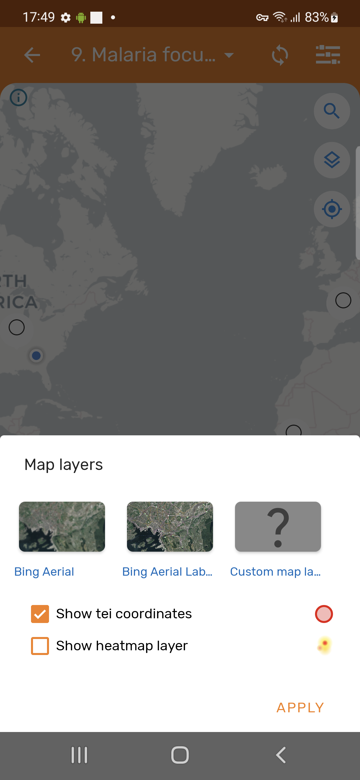 17:49
83%
9. Malaria focu...
RTH
RICA
Map layers
?
Bing Aerial
Bing Aerial Lab...
Custom map la...
Show tei coordinates
Show heatmap layer
APPLY